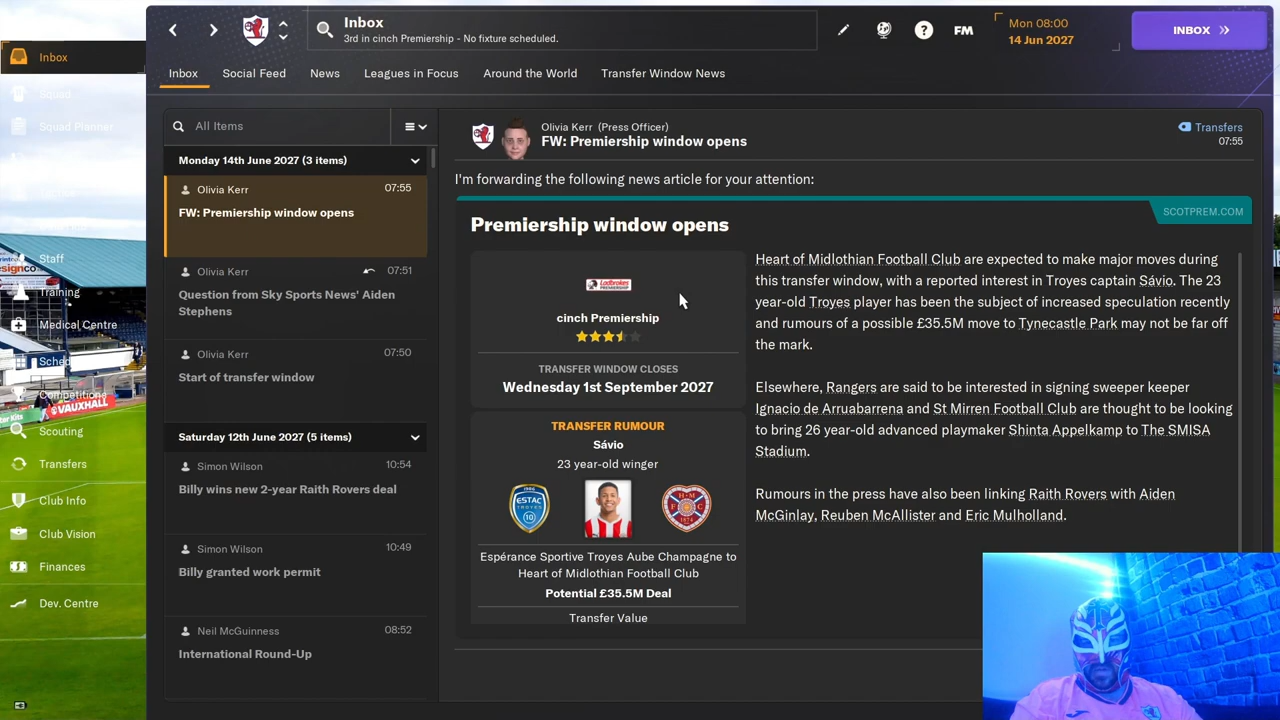 Inbox
Squad
Squad Planner
Staff
Training
Medical Centre
Sched
Competitions
Scouting
Transfers
Club Info
Club Vision
Finances
Dev. Centre
VAUXHALL
Inbox
3rd in cinch Premiership - No fixture scheduled.
FM
Mon 08:00
14 Jun 2027
INBOX
Inbox
Social Feed
News
Leagues in Focus
Around the World
Transfer Window News
All Items
Monday 14th June 2027 (3 items)
Olivia Kerr 07:55
FW: Premiership window opens
Olivia Kerr 07:51
Question from Sky Sports News' Aiden
Stephens
Olivia Kerr 07:50
Start of transfer window
Saturday 12th June 2027 (5 items)
Simon Wilson 10:54
Billy wins new 2-year Raith Rovers deal
Simon Wilson 10:49
Billy granted work permit
Neil McGuinness 08:52
International Round-Up
Olivia Kerr (Press Officer)
FW: Premiership window opens
Transfers
07:55
I'm forwarding the following news article for your attention:
SCOTPREM.COM
Premiership window opens
Ladbrokes
PREMIERSHIP
cinch Premiership
TRANSFER WINDOW CLOSES
Wednesday 1st September 2027
TRANSFER RUMOUR
Sávio
23 year-old winger
ESTAC
TROYES
Espérance Sportive Troyes Aube Champagne to
Heart of Midlothian Football Club
Potential £35.5M Deal
Transfer Value
Heart of Midlothian Football Club are expected to make major moves during
this transfer window, with a reported interest in Troyes captain Sávio. The 23
year-old Troyes player has been the subject of increased speculation recently
and rumours of a possible £35.5M move to Tynecastle Park may not be far off
the mark.
Elsewhere, Rangers are said to be interested in signing sweeper keeper
Ignacio de Arruabarrena and St Mirren Football Club are thought to be looking
to bring 26 year-old advanced playmaker Shinta Appelkamp to The SMISA
Stadium.
Rumours in the press have also been linking Raith Rovers with Aiden
McGinlay, Reuben McAllister and Eric Mulholland.